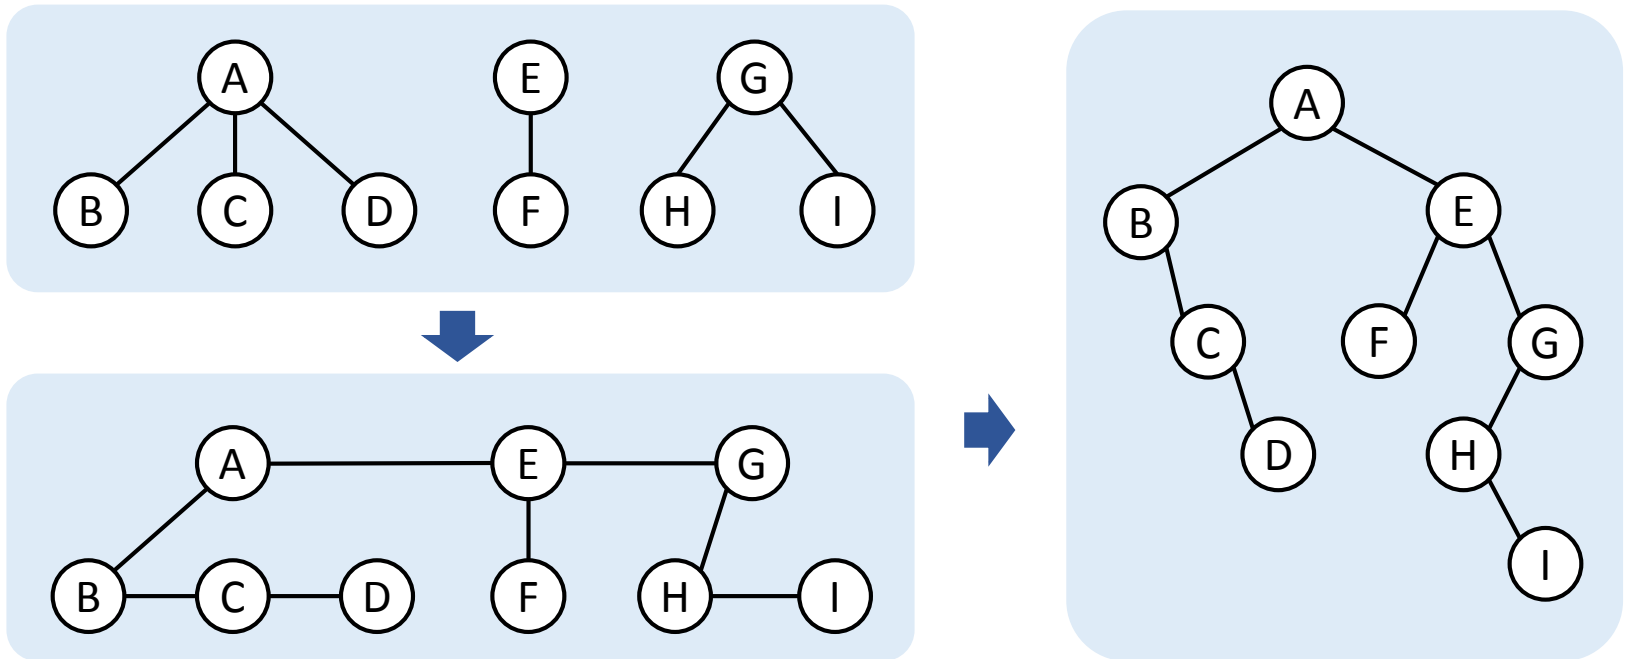 A E G
B C D F H I
A E G
B C D F H I
A
B E
C F G
D H
I